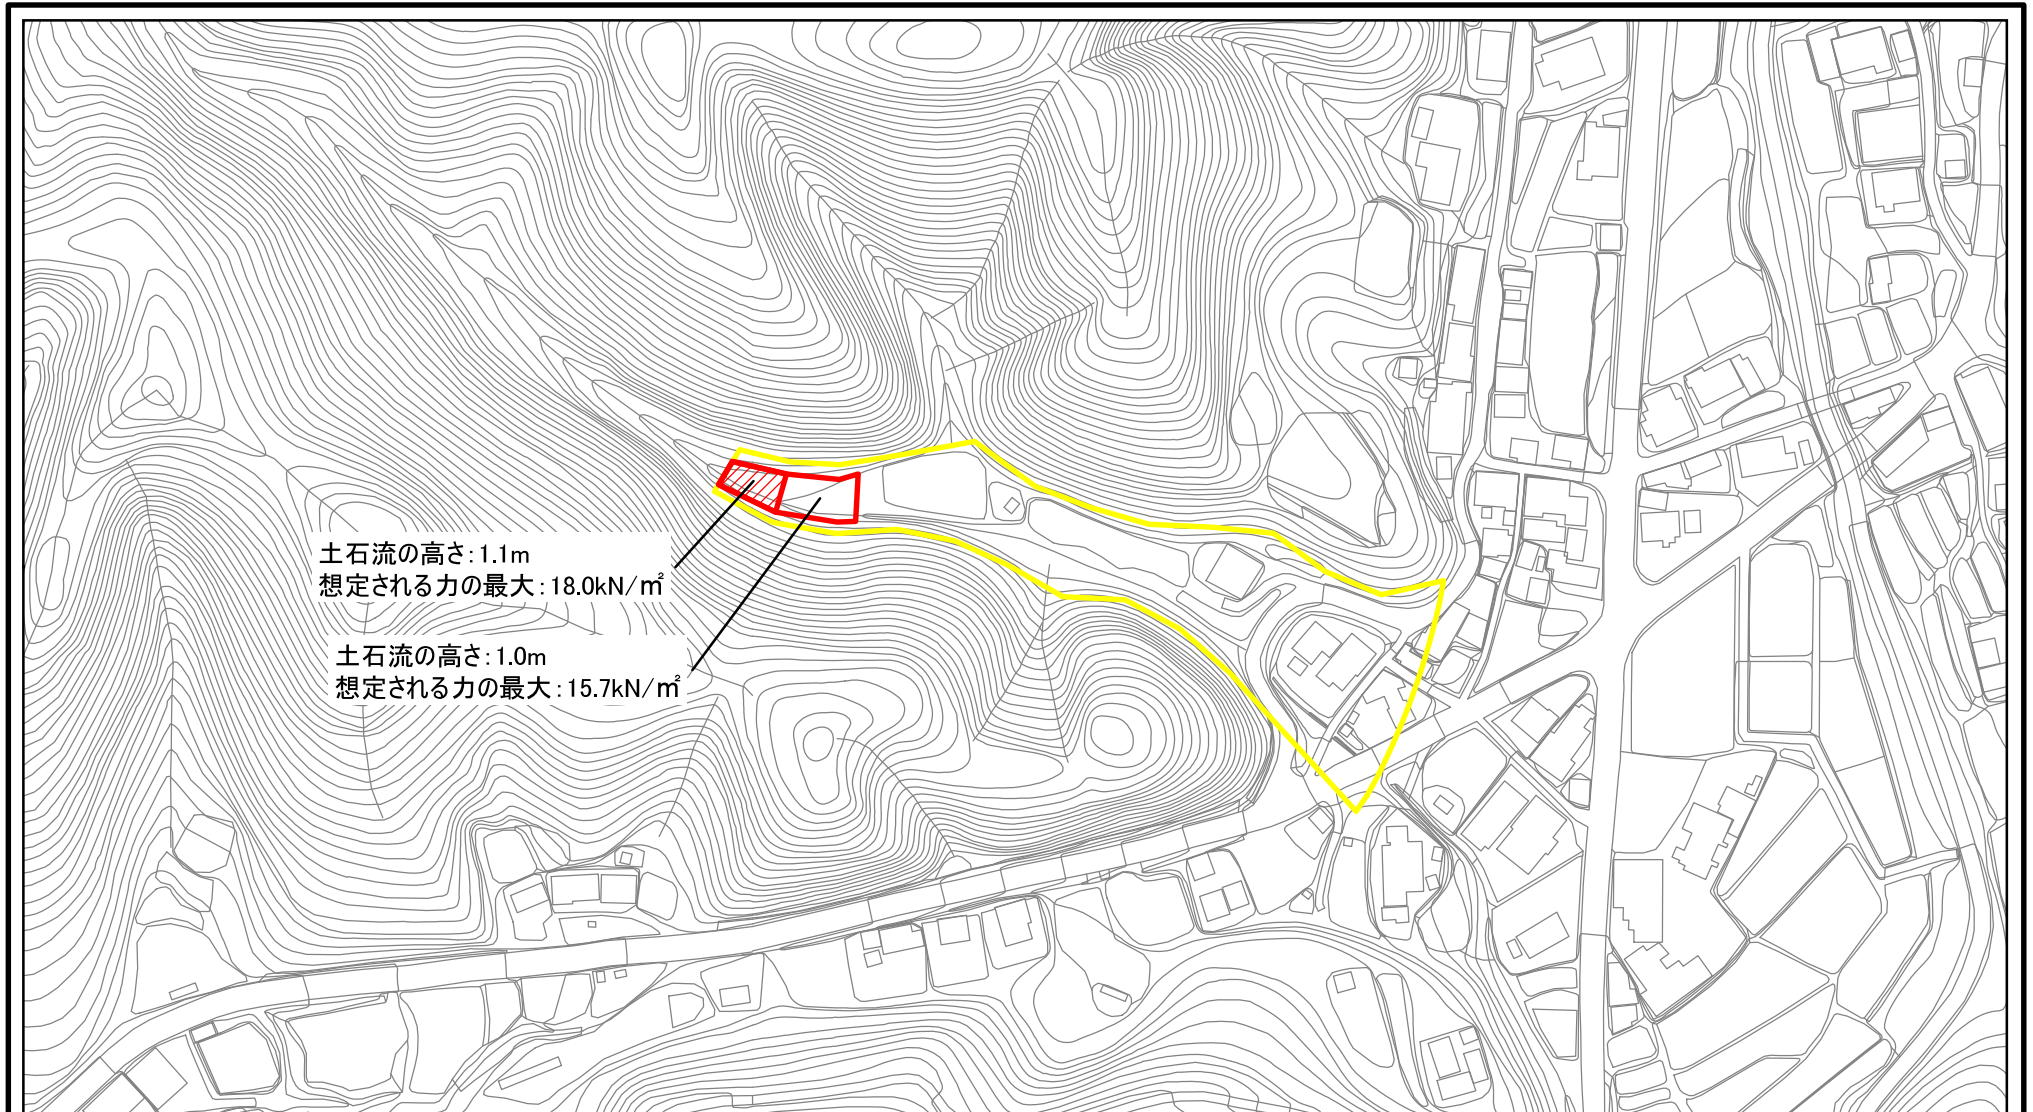 土石流の高さ:1.1m
想定される力の最大:18.0kN/㎡
土石流の高さ:1.0m
想定される力の最大:15.7kN/㎡